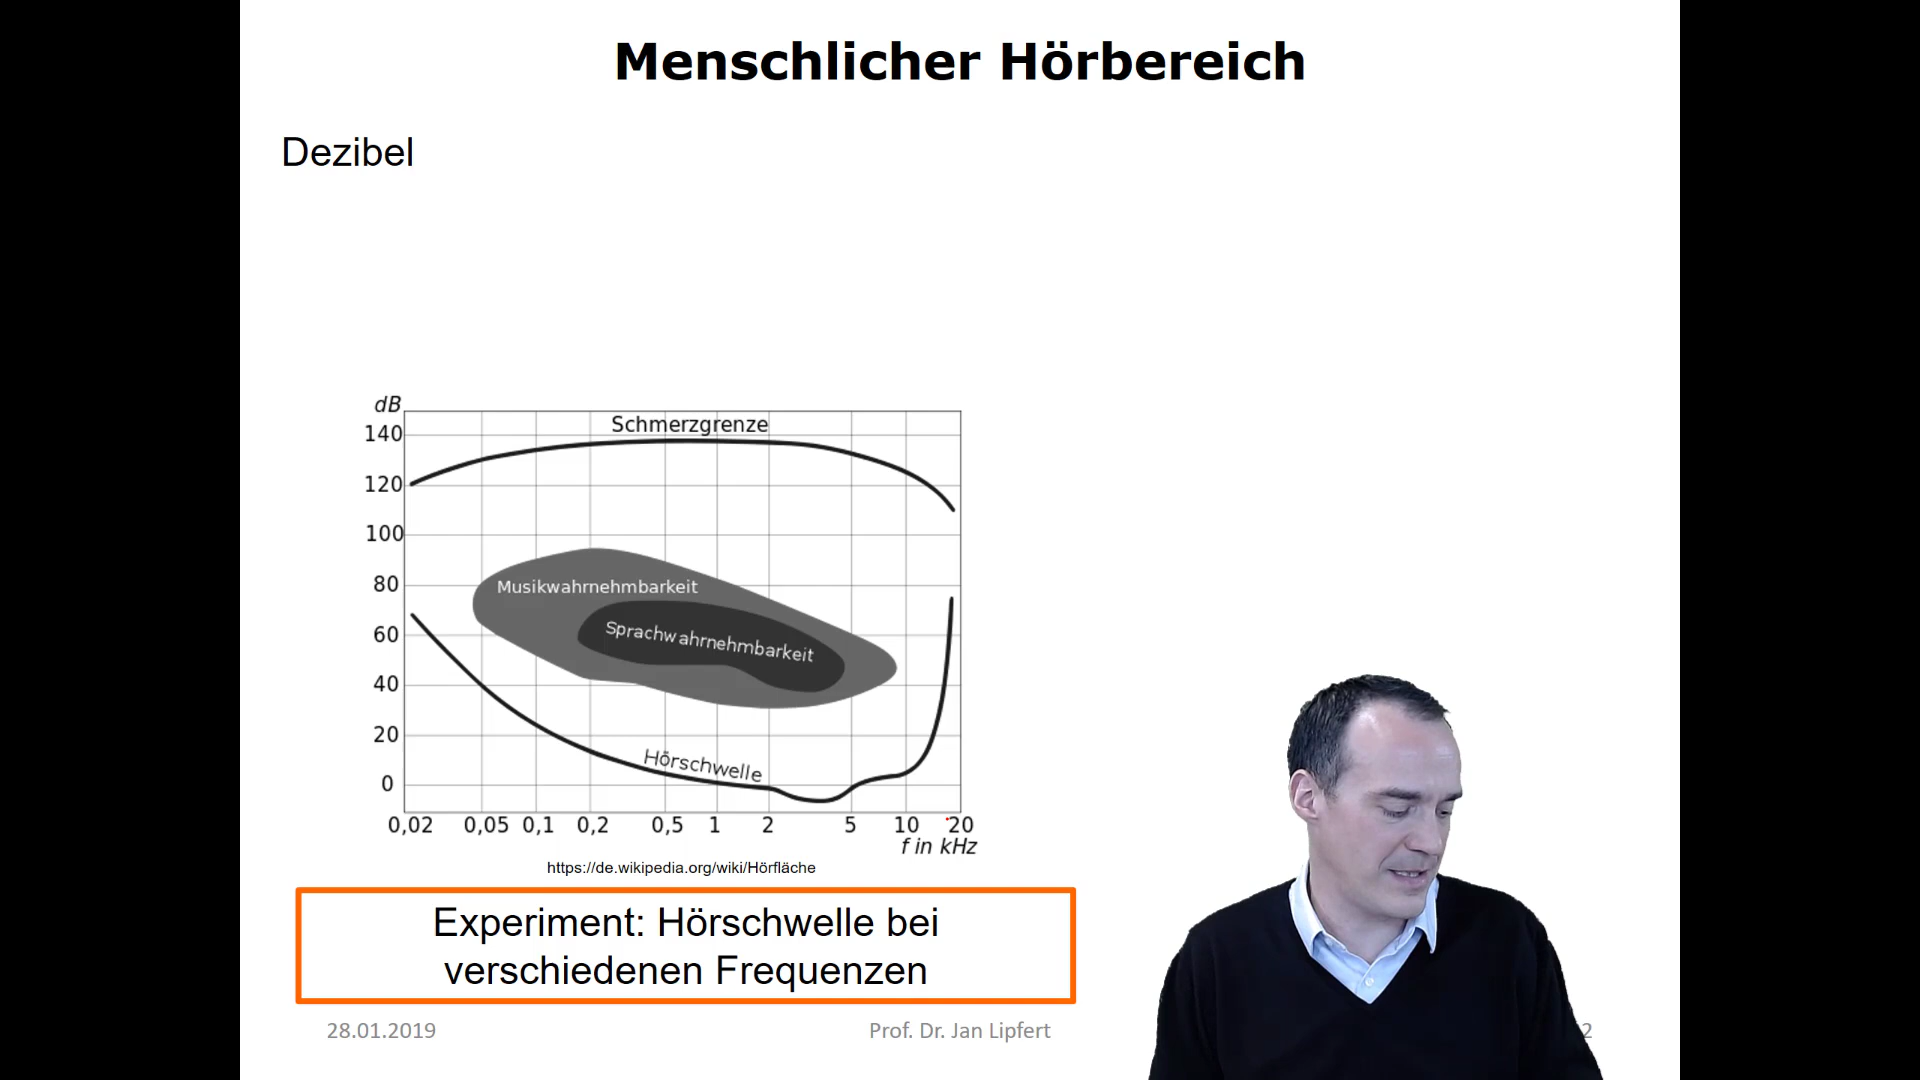 Menschlicher Hörbereich
Dezibel
dB
140
120
100
80
60
40
20
0
Schmerzgrenze
Musikwahrnehmbarkeit
Sprachwahrnehmbarkeit
Hörschwelle
0,02 0,05 0,1 0,2 0,5 1 2 5 10 20
f in kHz
https://de.wikipedia.org/wiki/Hörfläche
Experiment: Hörschwelle bei
verschiedenen Frequenzen
28.01.2019 Prof. Dr. Jan Lipfert 2